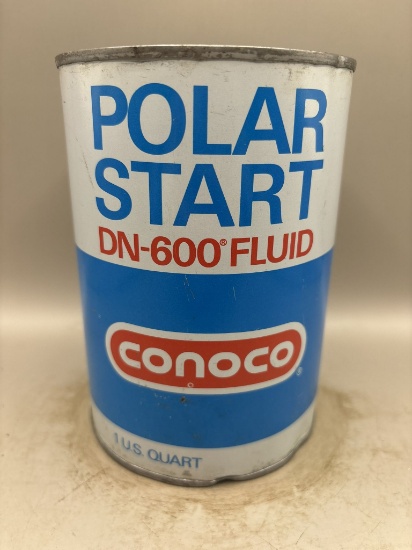 POLAR
START
DN-600® FLUID
CONOCO®
1 U.S. QUART